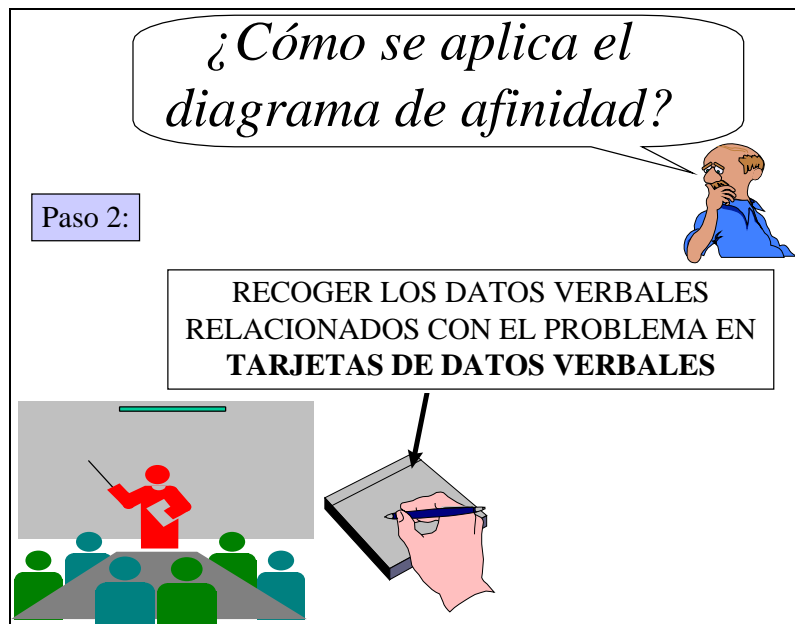 ¿Cómo se aplica el
diagrama de afinidad?
Paso 2:
RECOGER LOS DATOS VERBALES
RELACIONADOS CON EL PROBLEMA EN
TARJETAS DE DATOS VERBALES